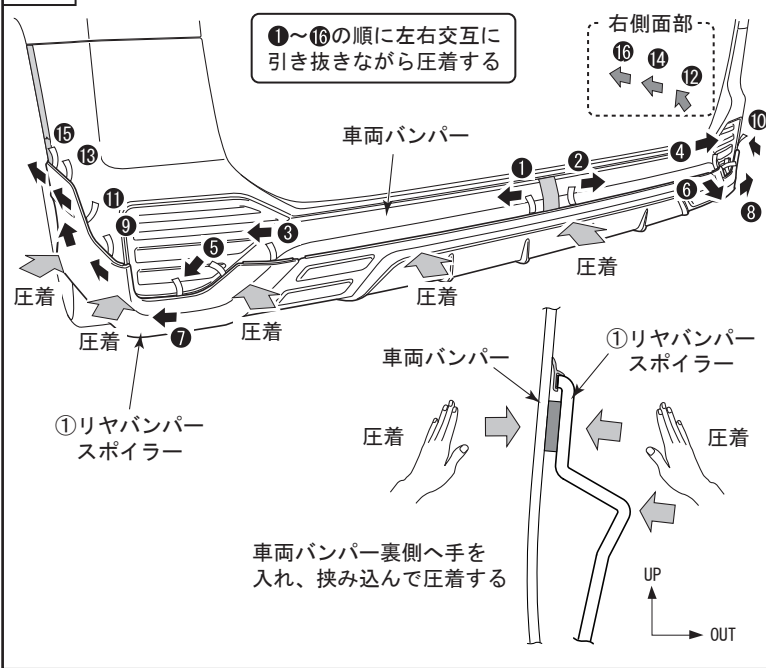 ❶～⓰の順に左右交互に
引き抜きながら圧着する
右側面部
⓰
⓮
⓬
車両バンパー
⓯
⓭
⓫
❾
❺
❸
❶
❷
❹
❿
❻
❽
圧着
圧着
❼
圧着
圧着
圧着
①リヤバンパー
スポイラー
車両バンパー
①リヤバンパー
スポイラー
圧着
圧着
車両バンパー裏側へ手を
入れ、挟み込んで圧着する
UP
OUT